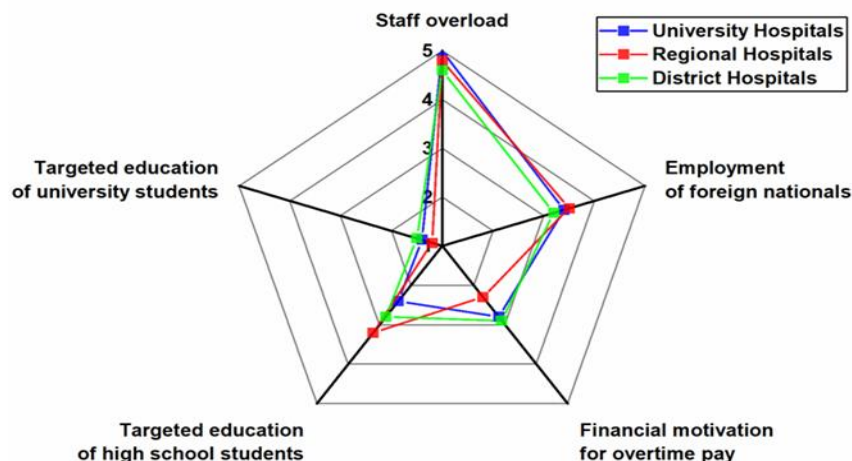 Staff overload
University Hospitals
Regional Hospitals
District Hospitals
5
4
3
2
Targeted education
of university students
Employment
of foreign nationals
Targeted education
of high school students
Financial motivation
for overtime pay